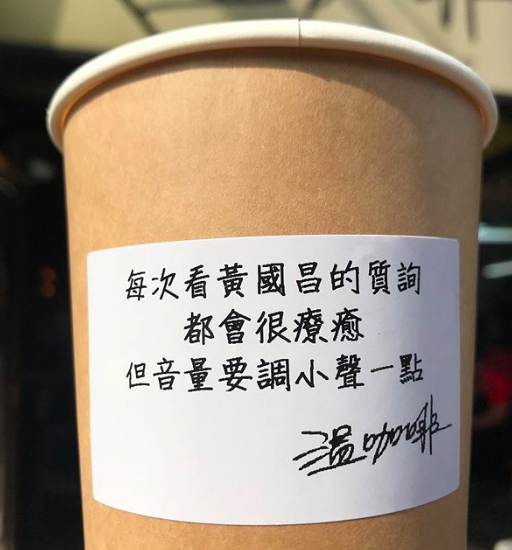 每次看黃國昌的質詢
都會很療癒
但音量要調小聲一點
溫咖啡